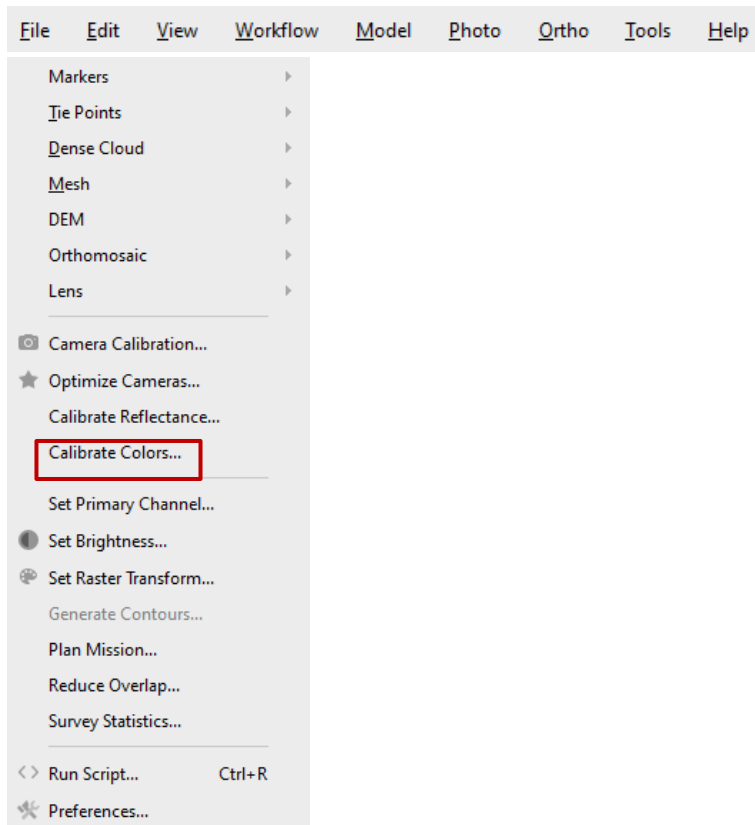 File Edit View Workflow Model Photo Ortho Tools Help
Markers
Tie Points
Dense Cloud
Mesh
DEM
Orthomosaic
Lens
Camera Calibration...
Optimize Cameras...
Calibrate Reflectance...
Calibrate Colors...
Set Primary Channel...
Set Brightness...
Set Raster Transform...
Generate Contours...
Plan Mission...
Reduce Overlap...
Survey Statistics...
Run Script... Ctrl+R
Preferences...